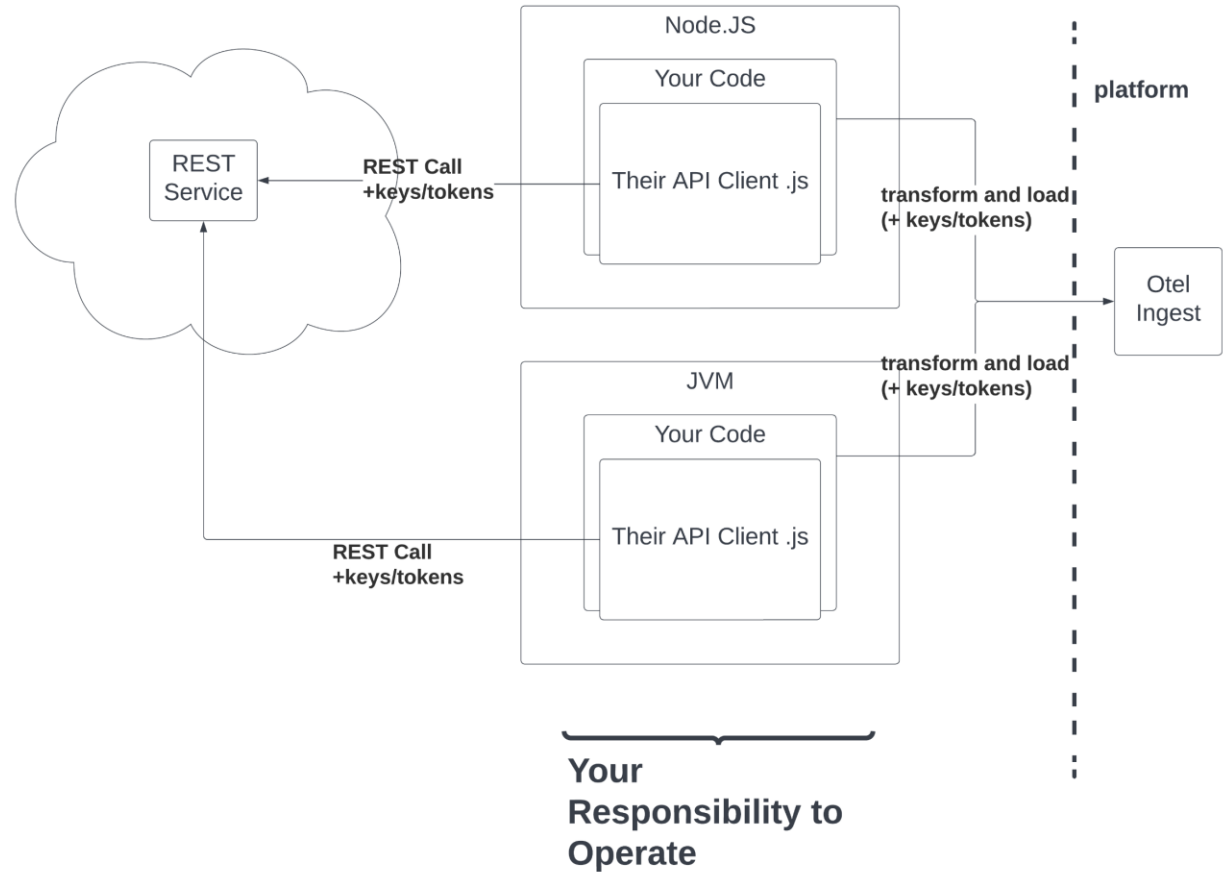 Node.JS
Your Code
Their API Client .js
platform
REST
Service
REST Call
+keys/tokens
transform and load
(+ keys/tokens)
Otel
Ingest
transform and load
(+ keys/tokens)
JVM
Your Code
Their API Client .js
REST Call
+keys/tokens
Your
Responsibility to
Operate